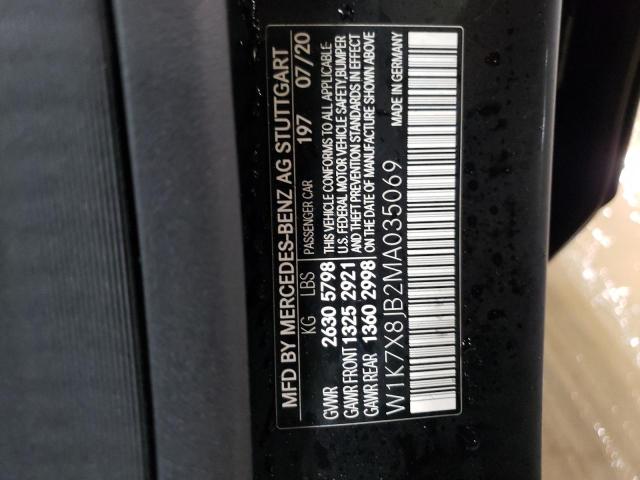 MFD BY MERCEDES-BENZ AG STUTTGART
KG LBS PASSENGER CAR 197 07/20
GVWR 2630 5798 THIS VEHICLE CONFORMS TO ALL APPLICABLE
U.S. FEDERAL MOTOR VEHICLE SAFETY, BUMPER
GAWR FRONT 1325 2921 AND THEFT PREVENTION STANDARDS IN EFFECT
GAWR REAR 1360 2998 ON THE DATE OF MANUFACTURE SHOWN ABOVE
W1K7X8JB2MA035069 MADE IN GERMANY